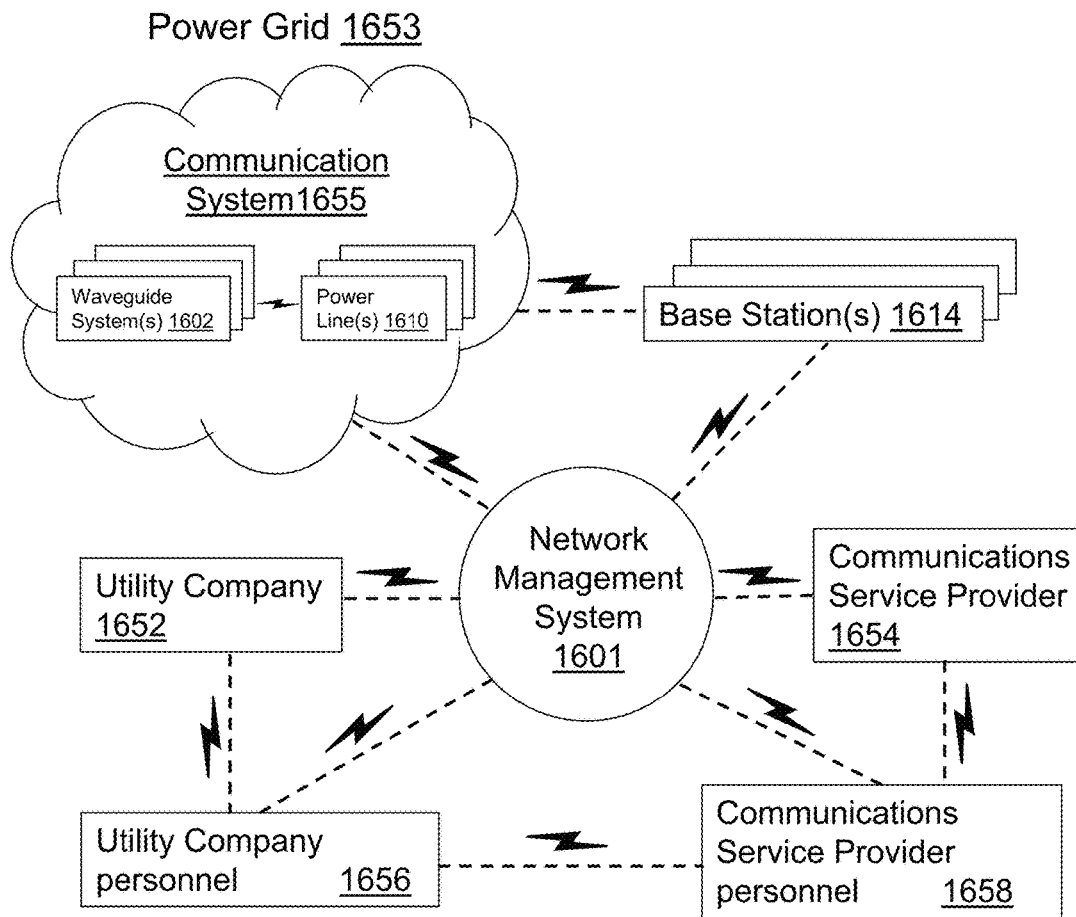 Power Grid 1653
Communication
System1655
Waveguide
System(s) 1602
Power
Line(s) 1610
Base Station(s) 1614
Network
Management
System
1601
Utility Company
1652
Communications
Service Provider
1654
Utility Company
personnel 1656
Communications
Service Provider
personnel 1658